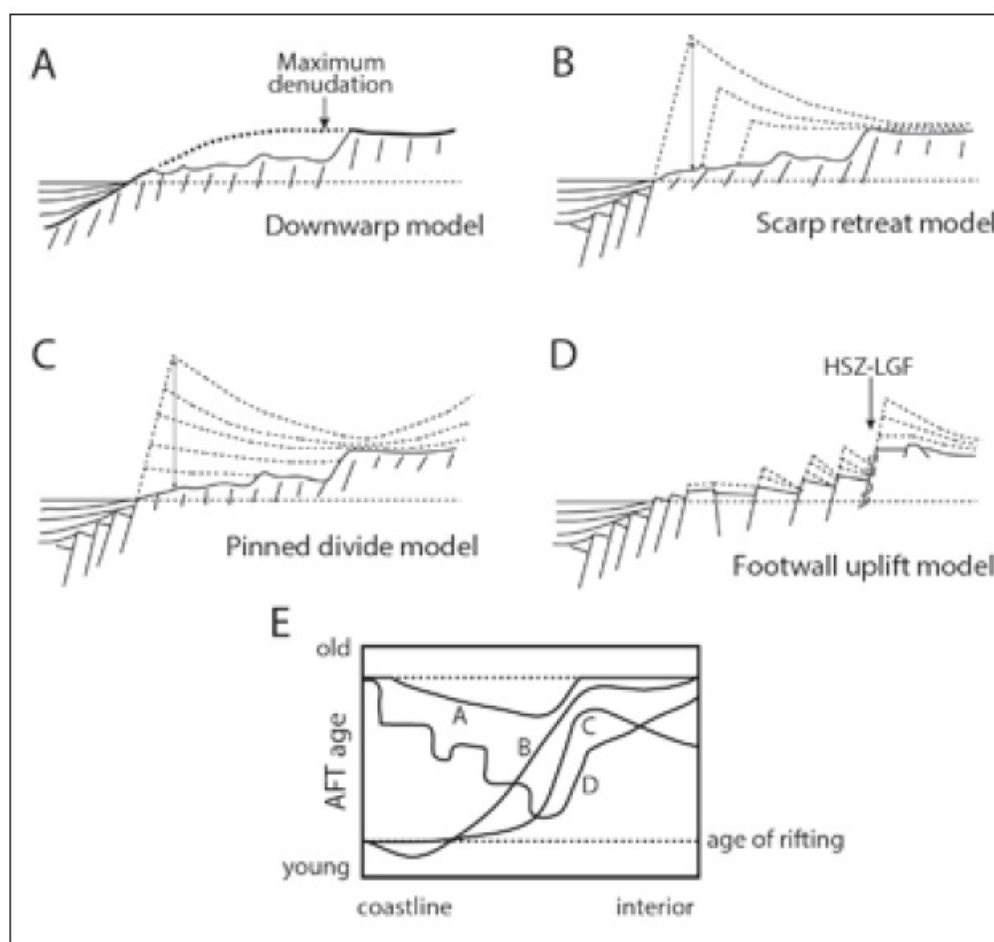 A
Maximum
denudation
Downwarp model
B
Scarp retreat model
C
Pinned divide model
D
HSZ-LGF
Footwall uplift model
E
old
AFT age
young
A
B
C
D
age of rifting
coastline
interior